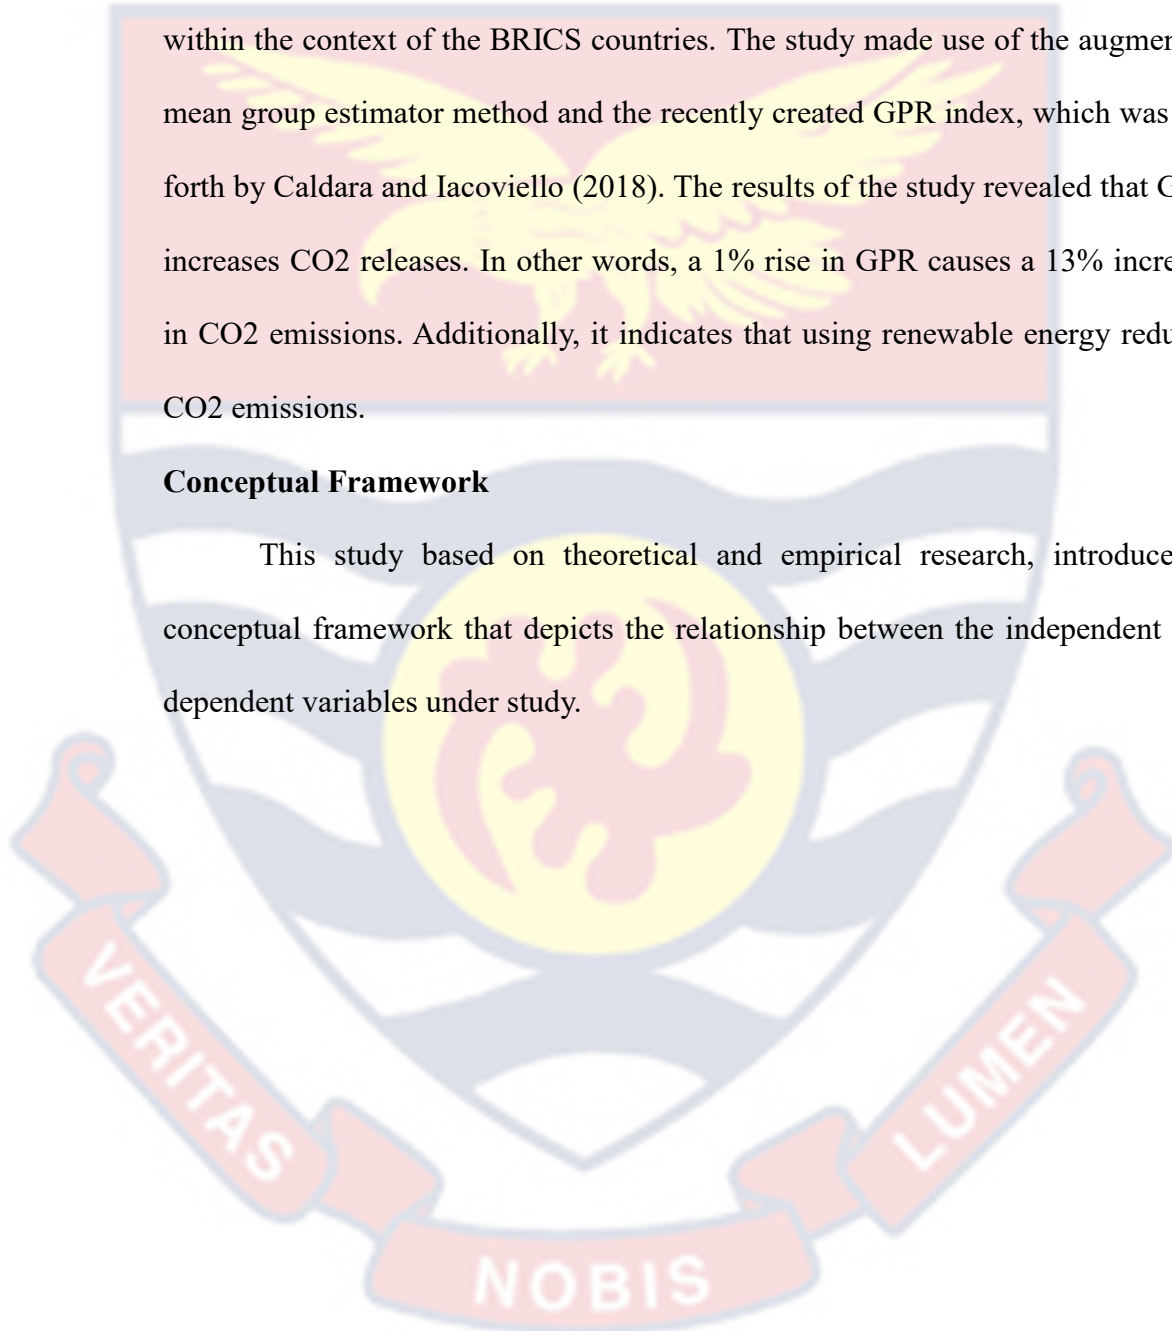 within the context of the BRICS countries. The study made use of the augmen
mean group estimator method and the recently created GPR index, which was
forth by Caldara and Iacoviello (2018). The results of the study revealed that G
increases CO2 releases. In other words, a 1% rise in GPR causes a 13% incre
in CO2 emissions. Additionally, it indicates that using renewable energy redu
CO2 emissions.
Conceptual Framework
This study based on theoretical and empirical research, introduce
conceptual framework that depicts the relationship between the independent
dependent variables under study.
VERITAS
NOBIS
LUMEN